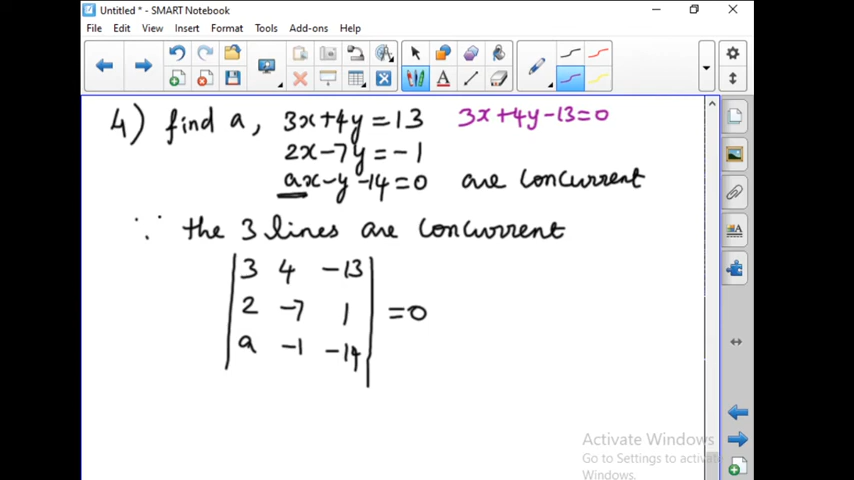 Untitled * - SMART Notebook
File Edit View Insert Format Tools Add-ons Help
4) find a, 3x+4y=13 3x+4y-13=0
2x-7y=-1
ax-y-14=0 are concurrent
∵ the 3 lines are concurrent
3 4 -13
2 -7 1 =0
a -1 -14
Activate Windows
Go to Settings to activate
Windows.